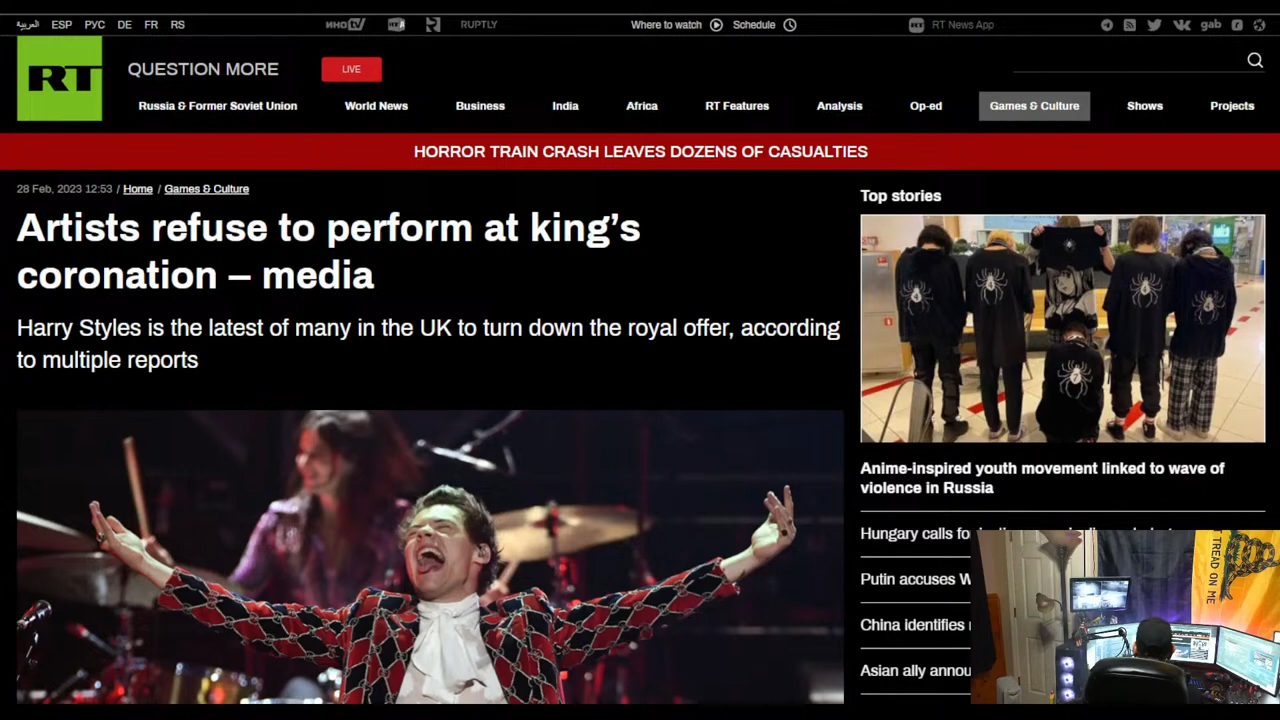 العربية ESP РУС DE FR RS
ИНОTV RUPTLY
Where to watch Schedule
RT News App
gab
RT QUESTION MORE LIVE
Russia & Former Soviet Union World News Business India Africa RT Features Analysis Op-ed Games & Culture Shows Projects
HORROR TRAIN CRASH LEAVES DOZENS OF CASUALTIES
28 Feb, 2023 12:53 / Home / Games & Culture
Artists refuse to perform at king’s
coronation – media
Harry Styles is the latest of many in the UK to turn down the royal offer, according
to multiple reports
Top stories
Anime-inspired youth movement linked to wave of
violence in Russia
Hungary calls
Putin accuses
China identifies
Asian ally
TREAD ON ME